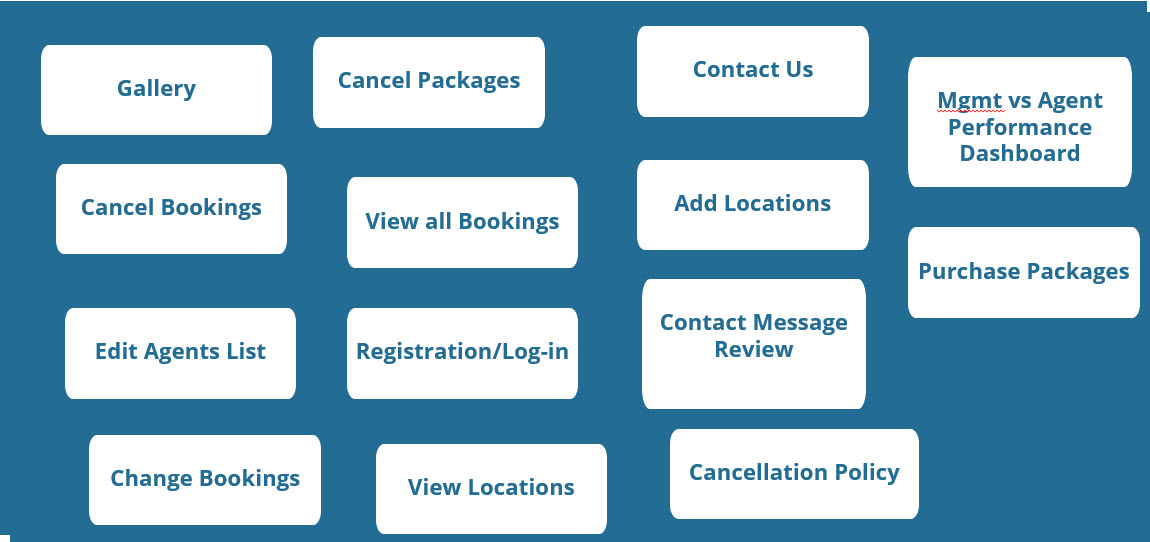 Gallery
Cancel Packages
Contact Us
Mgmt vs Agent
Performance
Dashboard
Cancel Bookings
View all Bookings
Add Locations
Purchase Packages
Edit Agents List
Registration/Log-in
Contact Message
Review
Change Bookings
View Locations
Cancellation Policy